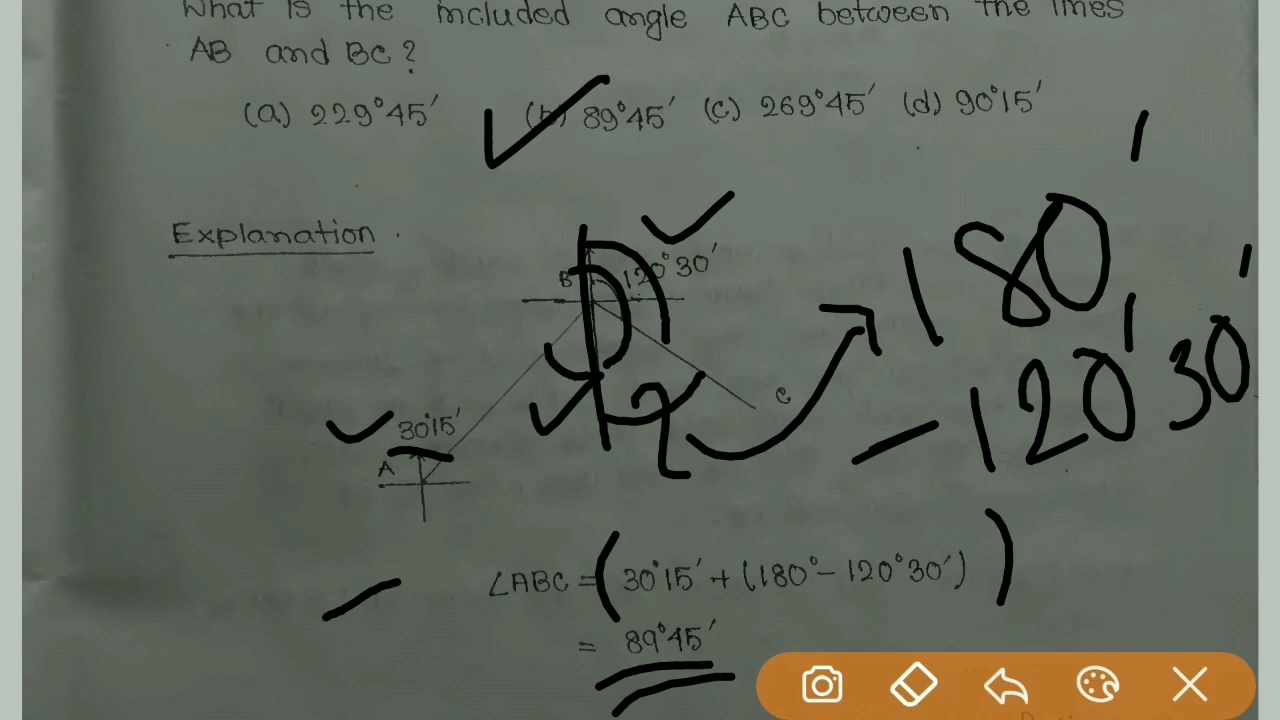 What is the included angle ABC between the lines
AB and BC?
(a) 229°45′ (b) 89°45′ (c) 269°45′ (d) 90°15′
Explanation.
B 120°30′
180′
- 120′ 30′
C
30°15′
A
∠ABC = (30°15′ + (180° - 120°30′))
= 89°45′